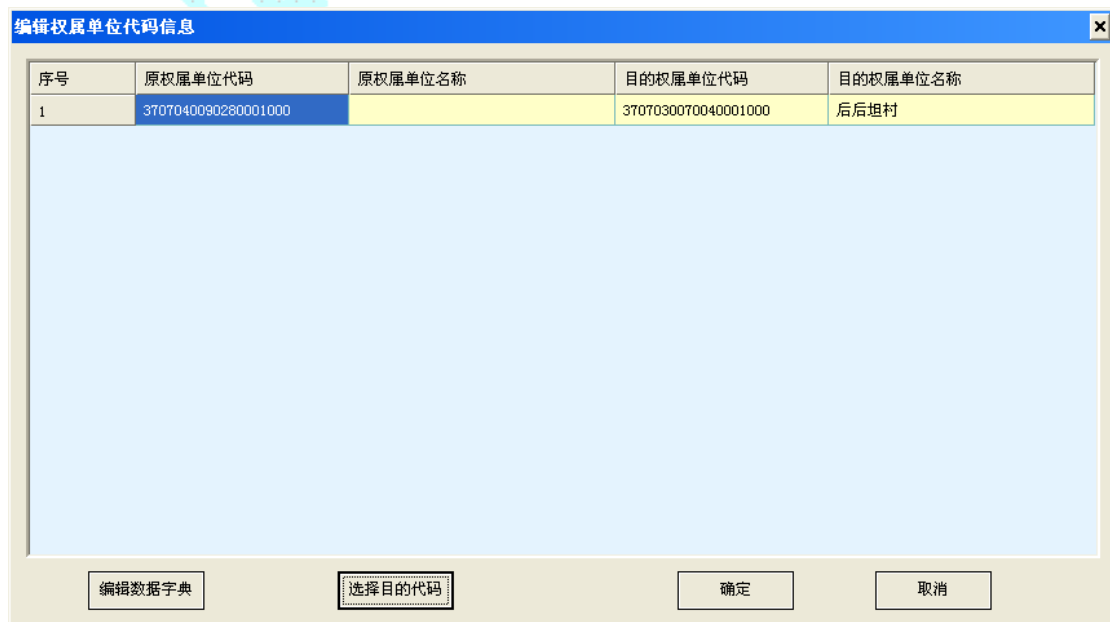 编辑权属单位代码信息
序号 原权属单位代码 原权属单位名称 目的权属单位代码 目的权属单位名称
1 3707040090280001000 3707030070040001000 后后坦村
编辑数据字典 选择目的代码 确定 取消